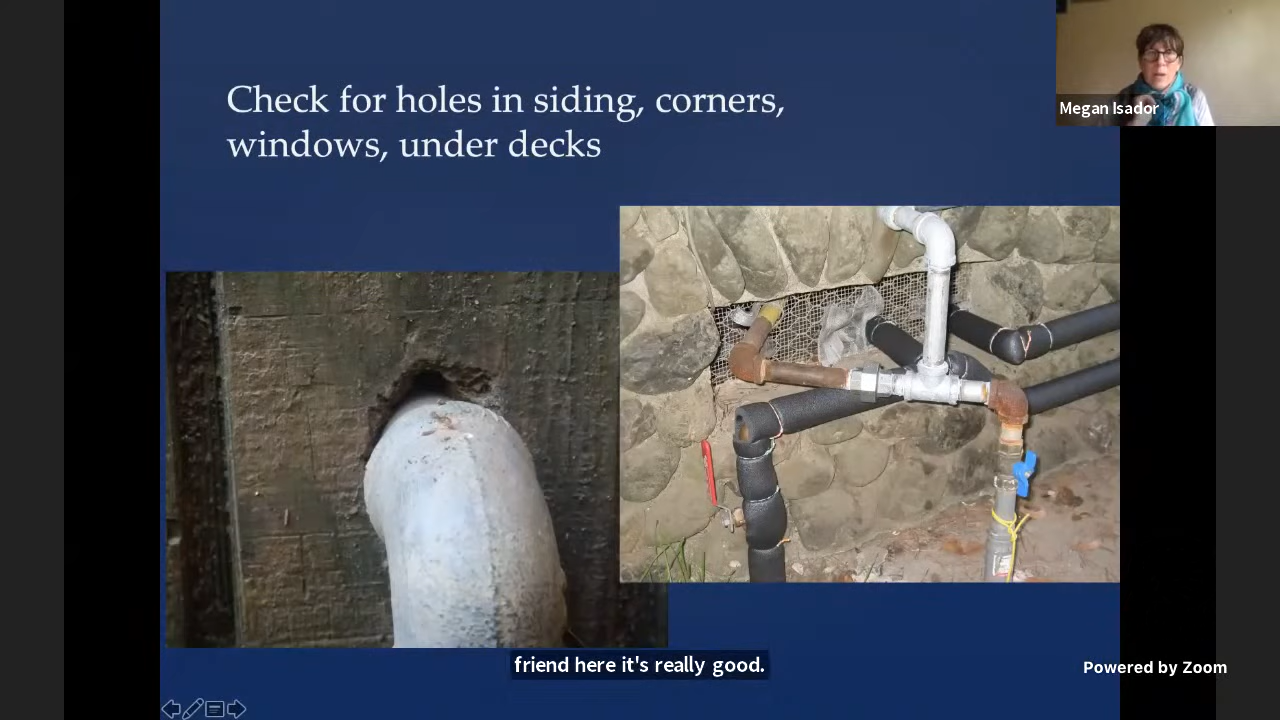 Check for holes in siding, corners,
windows, under decks
Megan Isador
friend here it's really good.
Powered by Zoom